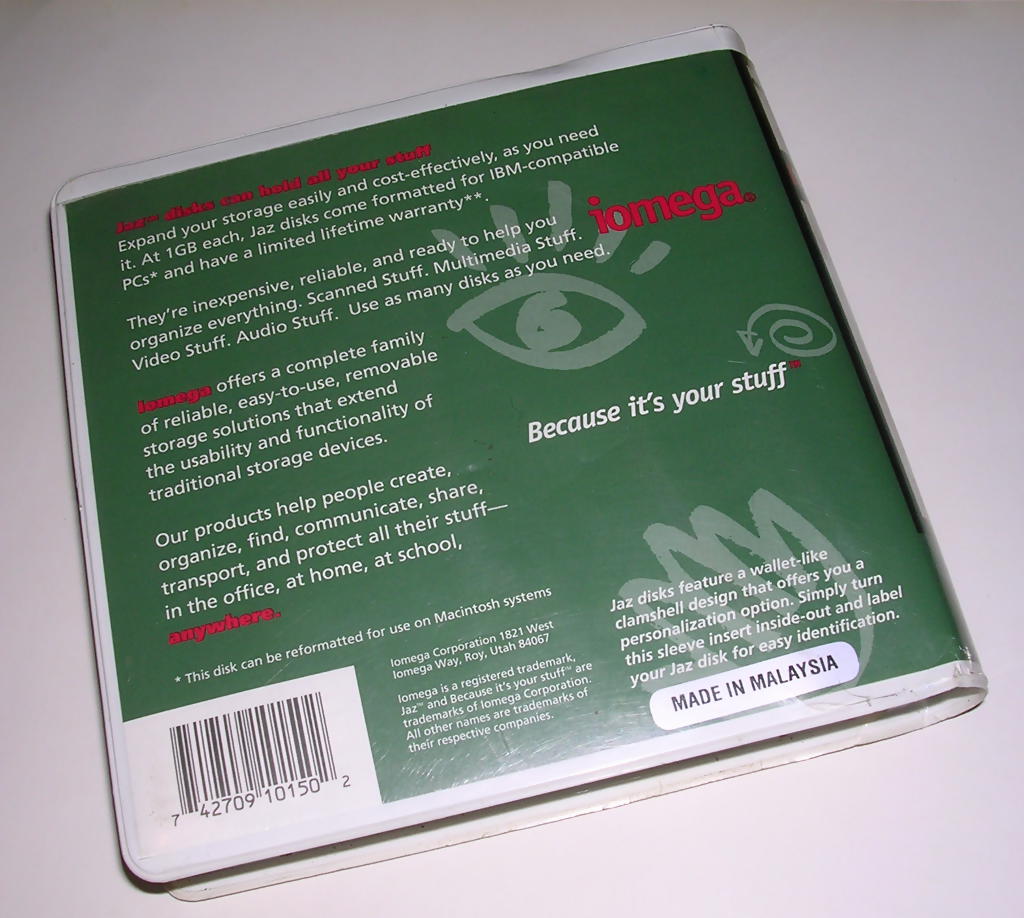 Jaz™ disks can hold all your stuff
Expand your storage easily and cost-effectively, as you need
it. At 1GB each, Jaz disks come formatted for IBM-compatible
PCs* and have a limited lifetime warranty**.
They're inexpensive, reliable, and ready to help you
organize everything. Scanned Stuff. Multimedia Stuff.
Video Stuff. Audio Stuff. Use as many disks as you need.
iomega®
Iomega offers a complete family
of reliable, easy-to-use, removable
storage solutions that extend
the usability and functionality of
traditional storage devices.
Because it's your stuff™
Our products help people create,
organize, find, communicate, share,
transport, and protect all their stuff—
in the office, at home, at school,
anywhere.
* This disk can be reformatted for use on Macintosh systems
Iomega Corporation 1821 West
Iomega Way, Roy, Utah 84067
Iomega is a registered trademark,
Jaz™ and Because it's your stuff™ are
trademarks of Iomega Corporation.
All other names are trademarks of
their respective companies.
Jaz disks feature a wallet-like
clamshell design that offers you a
personalization option. Simply turn
this sleeve insert inside-out and label
your Jaz disk for easy identification.
MADE IN MALAYSIA
7 42709 10150 2